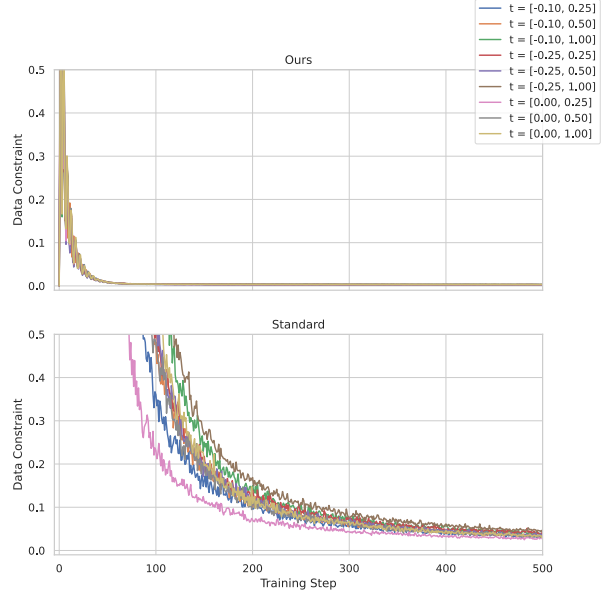 t = [-0.10, 0.25]
t = [-0.10, 0.50]
t = [-0.10, 1.00]
t = [-0.25, 0.25]
t = [-0.25, 0.50]
t = [-0.25, 1.00]
t = [0.00, 0.25]
t = [0.00, 0.50]
t = [0.00, 1.00]
Ours
Data Constraint
0.5
0.4
0.3
0.2
0.1
0.0
Standard
Data Constraint
0.5
0.4
0.3
0.2
0.1
0.0
0 100 200 300 400 500
Training Step